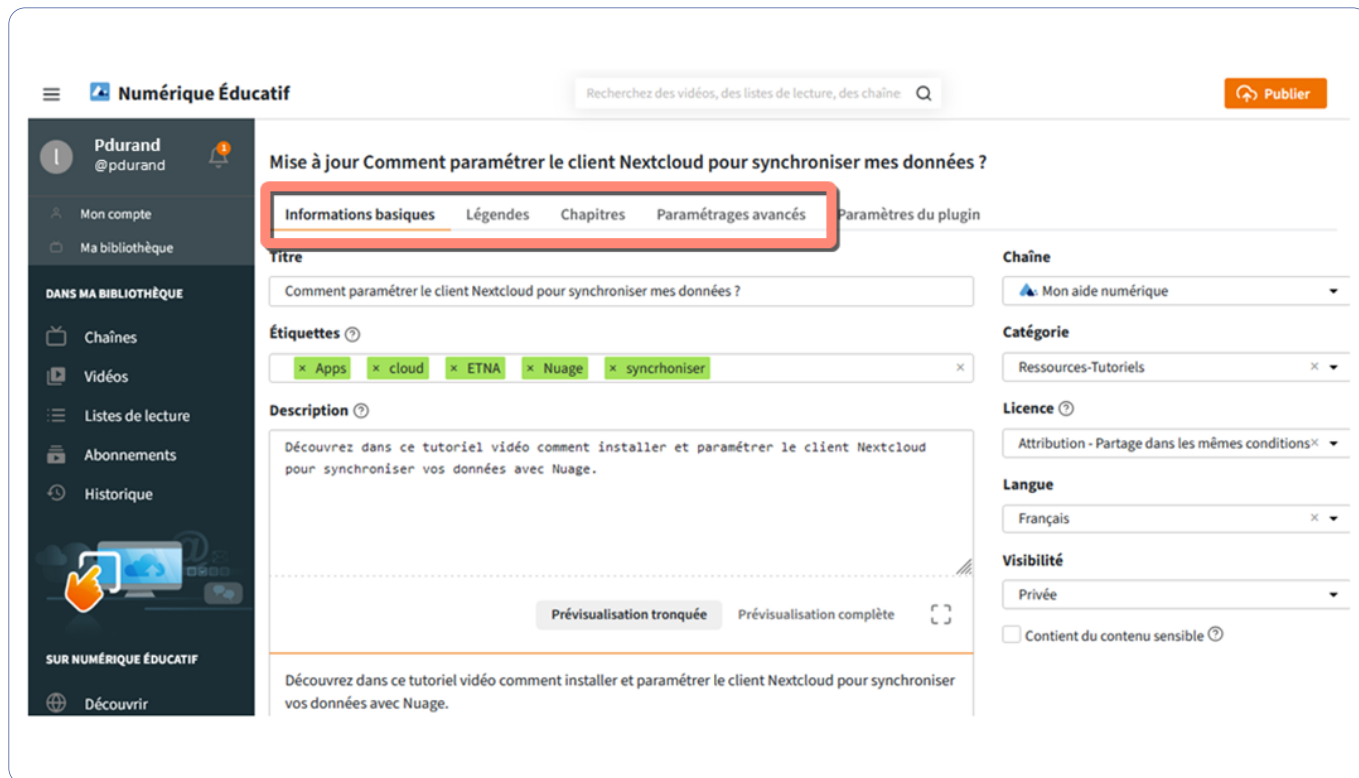 Numérique Éducatif
Recherchez des vidéos, des listes de lecture, des chaîne
Publier
I
Pdurand
@pdurand
1
Mon compte
Ma bibliothèque
DANS MA BIBLIOTHÈQUE
Chaînes
Vidéos
Listes de lecture
Abonnements
Historique
SUR NUMÉRIQUE ÉDUCATIF
Découvrir
Mise à jour Comment paramétrer le client Nextcloud pour synchroniser mes données ?
Informations basiques Légendes Chapitres Paramétrages avancés Paramètres du plugin
Titre
Comment paramétrer le client Nextcloud pour synchroniser mes données ?
Étiquettes
× Apps × cloud × ETNA × Nuage × syncrhoniser ×
Description
Découvrez dans ce tutoriel vidéo comment installer et paramétrer le client Nextcloud
pour synchroniser vos données avec Nuage.
Prévisualisation tronquée Prévisualisation complète
Découvrez dans ce tutoriel vidéo comment installer et paramétrer le client Nextcloud pour synchroniser
vos données avec Nuage.
Chaîne
Mon aide numérique
Catégorie
Ressources-Tutoriels ×
Licence
Attribution - Partage dans les mêmes conditions ×
Langue
Français ×
Visibilité
Privée
Contient du contenu sensible